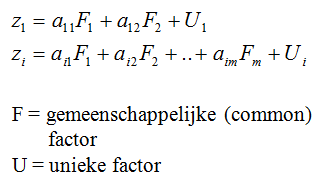 z₁ = a₁₁F₁ + a₁₂F₂ + U₁
zᵢ = aᵢ₁F₁ + aᵢ₂F₂ + .. + aᵢₘFₘ + Uᵢ
F = gemeenschappelijke (common)
factor
U = unieke factor